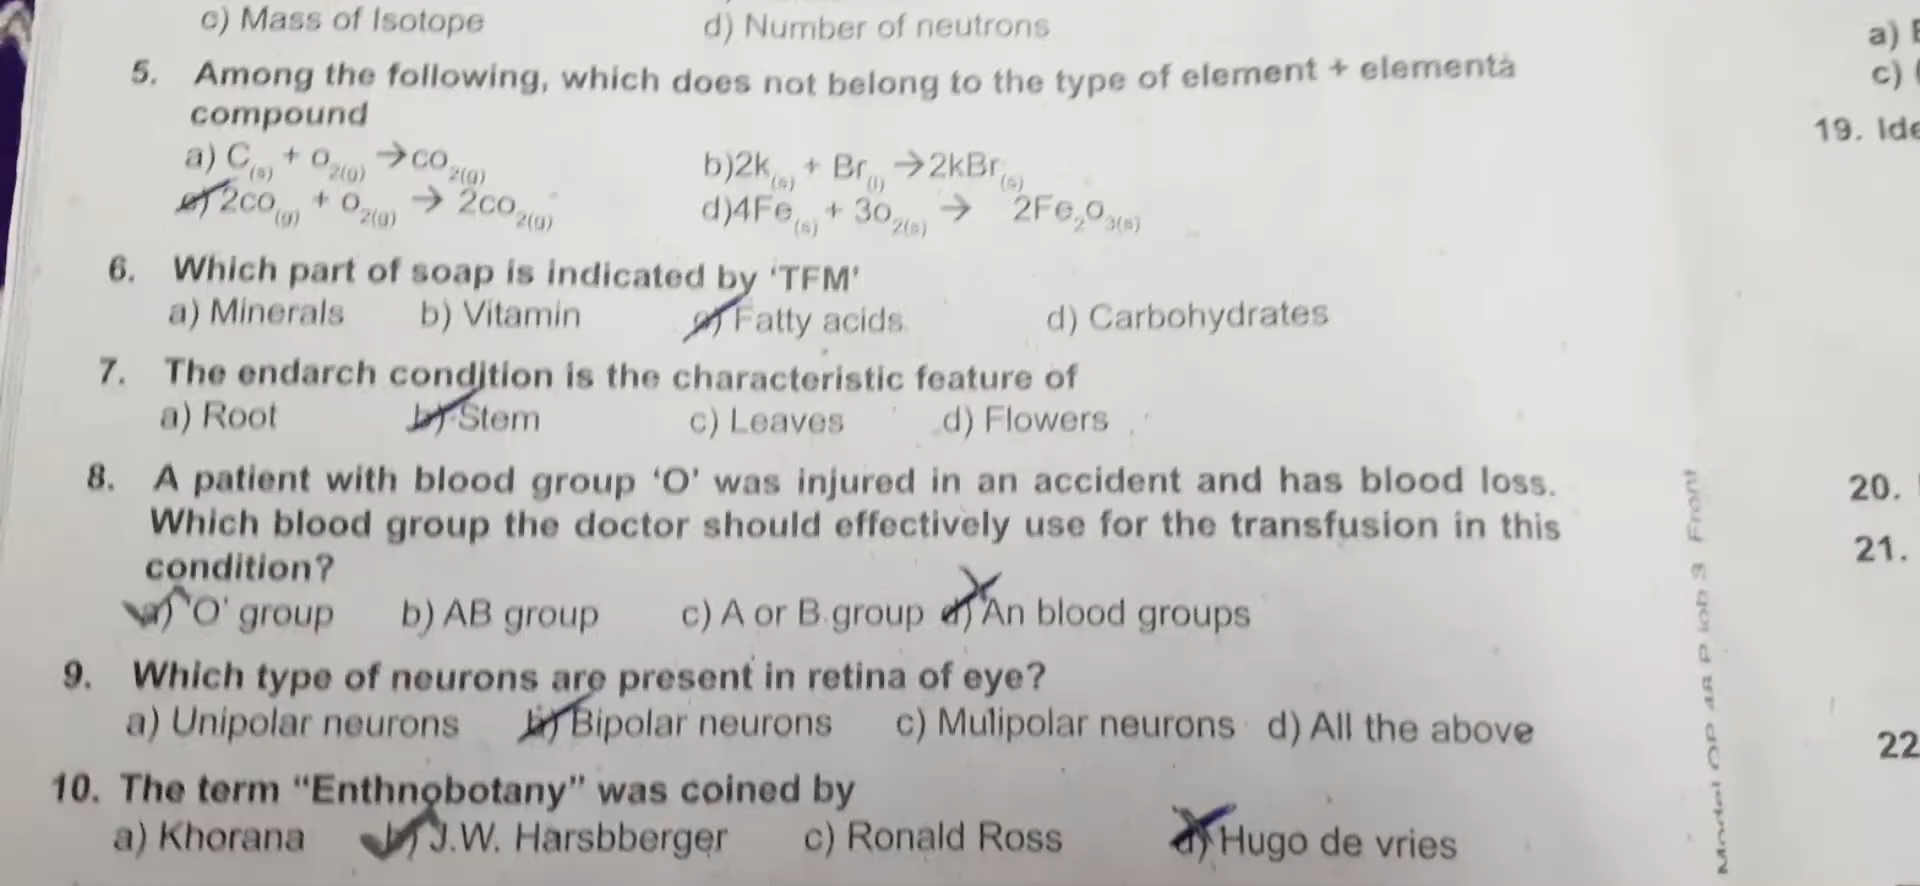 c) Mass of Isotope d) Number of neutrons
5. Among the following, which does not belong to the type of element + elementà
compound
a) C(s) + o2(g) →co2(g) b)2k(s) + Br(l) →2kBr(s)
c) 2co(g) + o2(g) → 2co2(g) d)4Fe(s) + 3o2(s) → 2Fe2o3(s)
6. Which part of soap is indicated by 'TFM'
a) Minerals b) Vitamin c) Fatty acids. d) Carbohydrates
7. The endarch condition is the characteristic feature of
a) Root b) Stem c) Leaves d) Flowers
8. A patient with blood group 'O' was injured in an accident and has blood loss.
Which blood group the doctor should effectively use for the transfusion in this
condition?
a) 'O' group b) AB group c) A or B group d) An blood groups
9. Which type of neurons are present in retina of eye?
a) Unipolar neurons b) Bipolar neurons c) Mulipolar neurons d) All the above
10. The term “Enthnobotany” was coined by
a) Khorana b) J.W. Harsbberger c) Ronald Ross d) Hugo de vries
Model QP 4R P job 3 Front
a)
c)
19. Ide
20.
21.
22